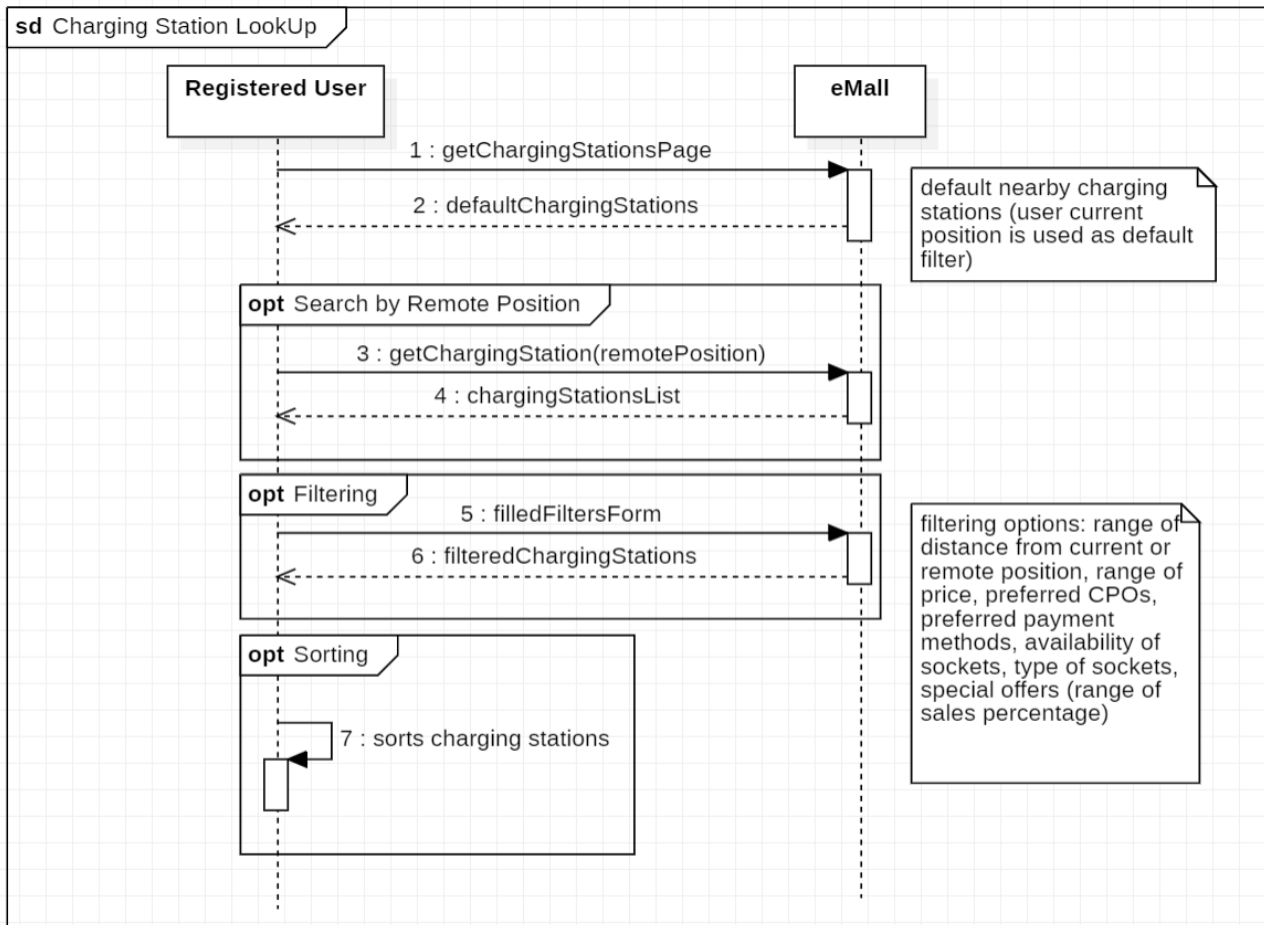 sd Charging Station LookUp
Registered User
eMall
1 : getChargingStationsPage
2 : defaultChargingStations
default nearby charging
stations (user current
position is used as default
filter)
opt Search by Remote Position
3 : getChargingStation(remotePosition)
4 : chargingStationsList
opt Filtering
5 : filledFiltersForm
6 : filteredChargingStations
filtering options: range of
distance from current or
remote position, range of
price, preferred CPOs,
preferred payment
methods, availability of
sockets, type of sockets,
special offers (range of
sales percentage)
opt Sorting
7 : sorts charging stations